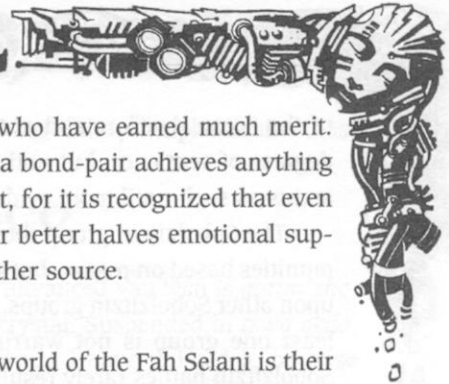 who have earned much merit.
a bond-pair achieves anything
t, for it is recognized that even
r better halves emotional sup-
ther source.
world of the Fah Selani is their